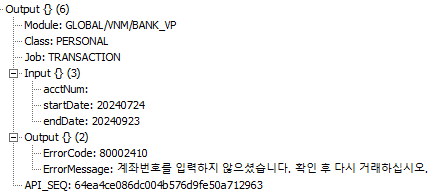 Output {} (6)
Module: GLOBAL/VNM/BANK_VP
Class: PERSONAL
Job: TRANSACTION
Input {} (3)
acctNum:
startDate: 20240724
endDate: 20240923
Output {} (2)
ErrorCode: 80002410
ErrorMessage: 계좌번호를 입력하지 않으셨습니다. 확인 후 다시 거래하십시오.
API_SEQ: 64ea4ce086dc004b576d9fe50a712963